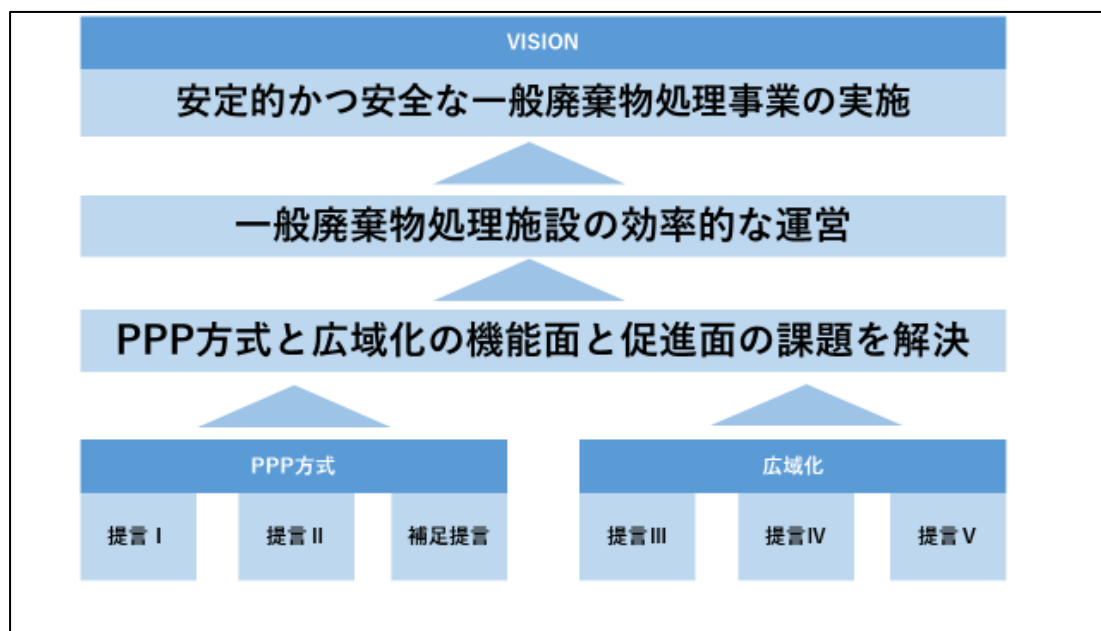 VISION
安定的かつ安全な一般廃棄物処理事業の実施
一般廃棄物処理施設の効率的な運営
PPP方式と広域化の機能面と促進面の課題を解決
PPP方式
提言Ⅰ
提言Ⅱ
補足提言
広域化
提言Ⅲ
提言Ⅳ
提言Ⅴ